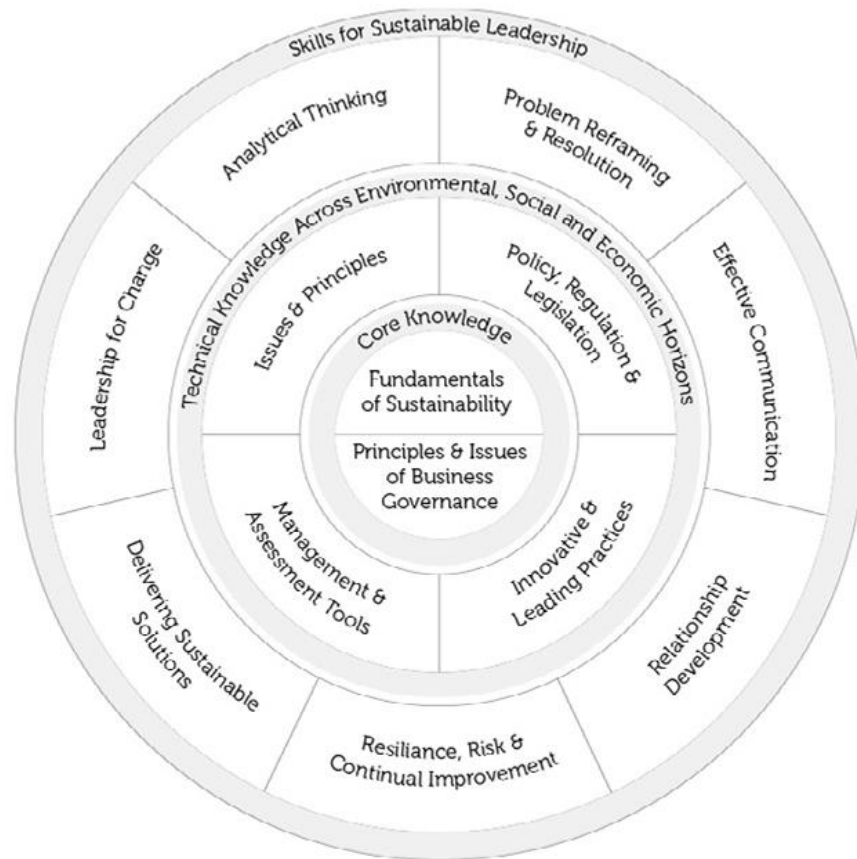 Skills for Sustainable Leadership
Analytical Thinking
Problem Reframing
& Resolution
Effective Communication
Relationship
Development
Resiliance, Risk &
Continual Improvement
Delivering Sustainable
Solutions
Leadership for Change
Technical Knowledge Across Environmental, Social and Economic Horizons
Issues & Principles
Policy, Regulation &
Legislation
Innovative &
Leading Practices
Management &
Assessment Tools
Core Knowledge
Fundamentals
of Sustainability
Principles & Issues
of Business
Governance